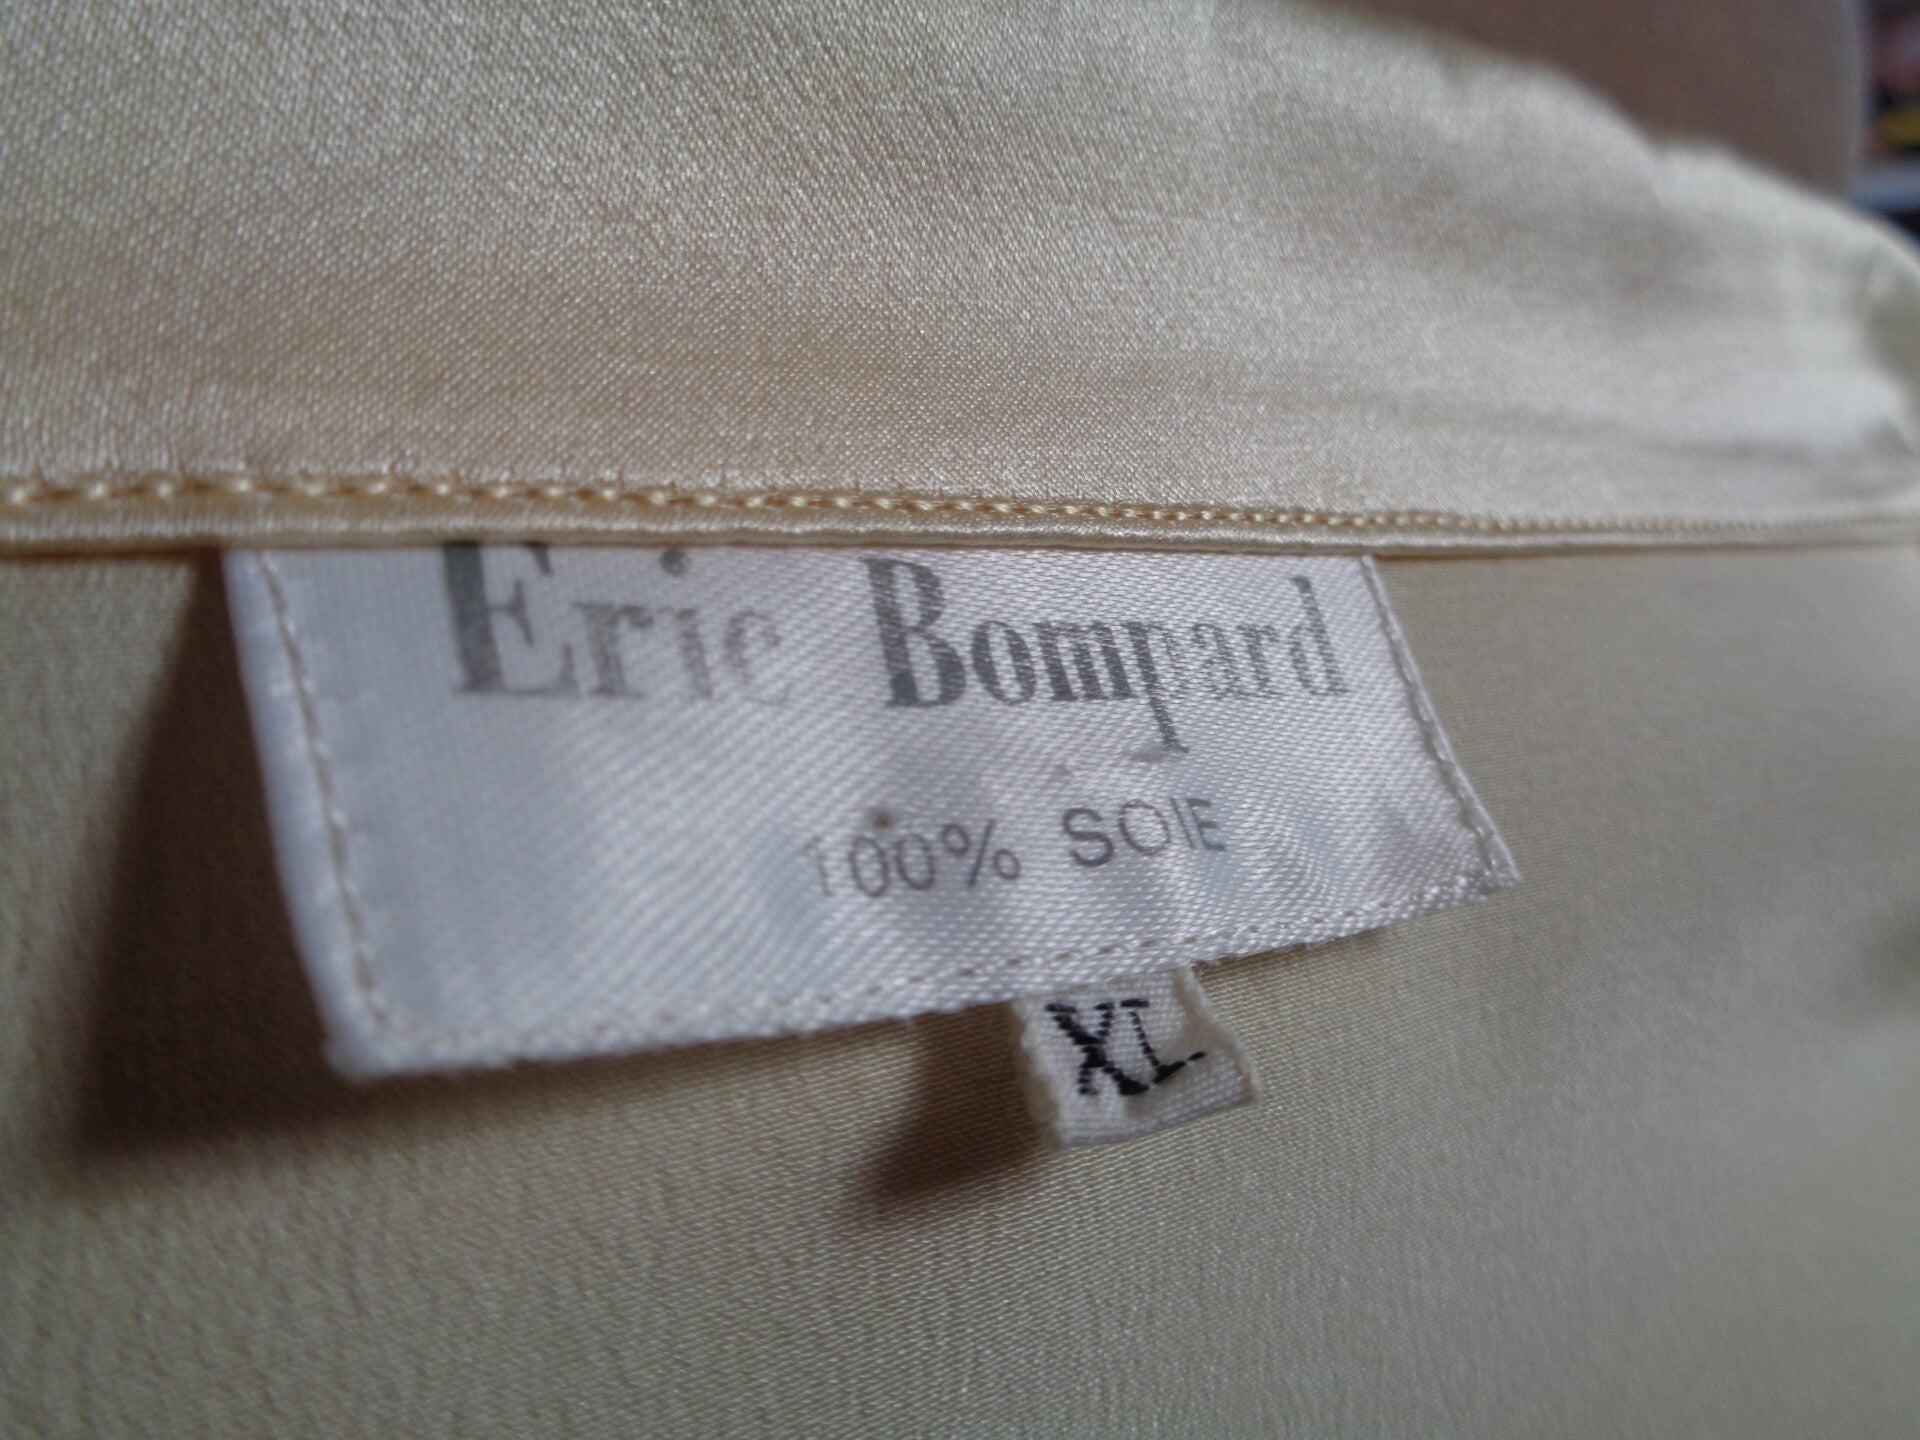 Eric Bompard
100% SOIE
XL